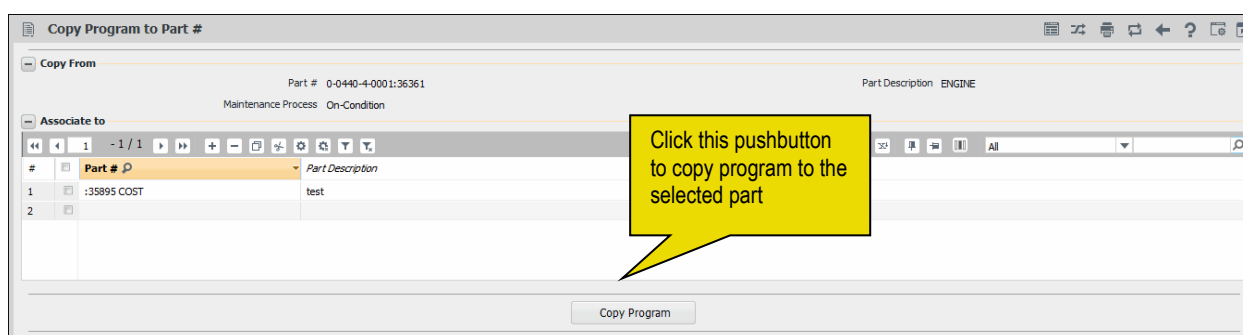 Copy Program to Part #
Copy From
Part # 0-0440-4-0001:36361 Part Description ENGINE
Maintenance Process On-Condition
Associate to
1 - 1 / 1 All
# Part # Part Description
1 :35895 COST test
2
Click this pushbutton
to copy program to the
selected part
Copy Program